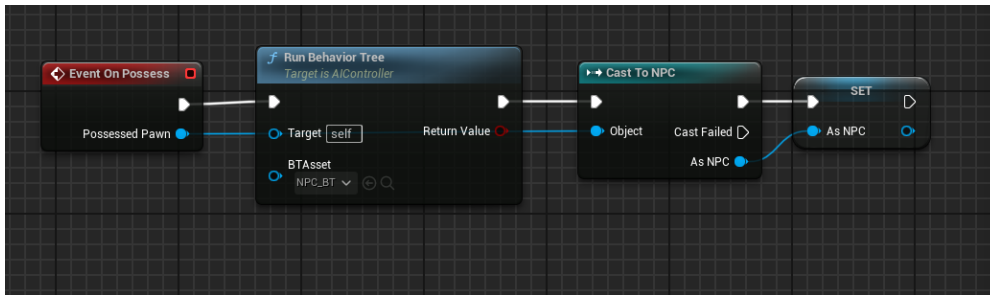 Event On Possess
Possessed Pawn
Run Behavior Tree
Target is AIController
Target self
Return Value
BTAsset
NPC_BT
Cast To NPC
Object
Cast Failed
As NPC
SET
As NPC